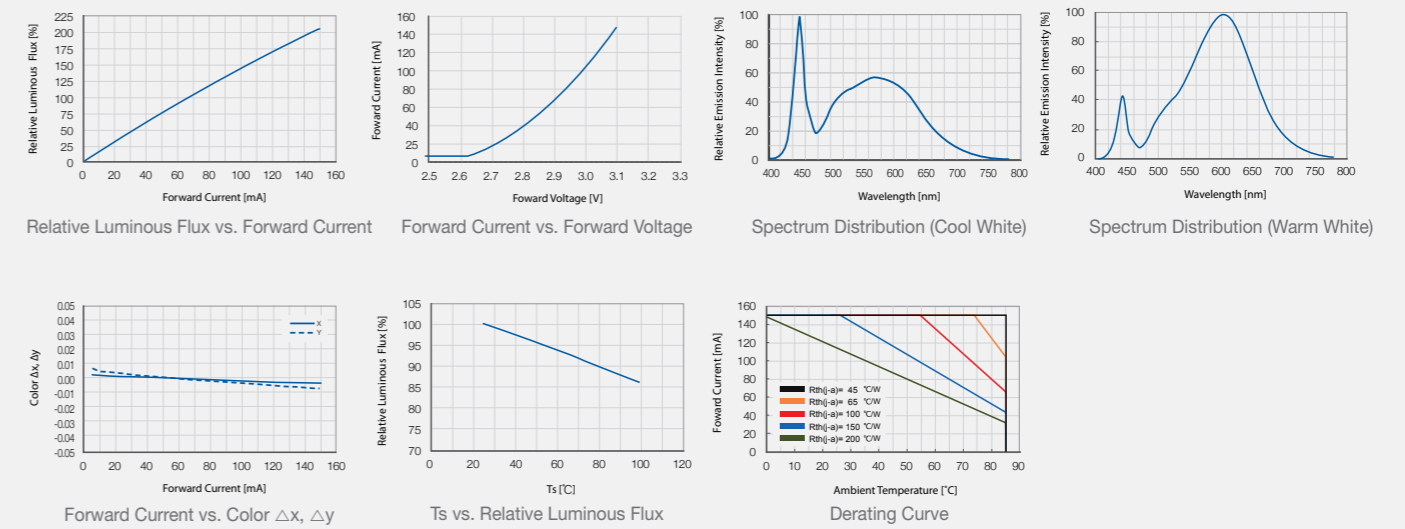 Relative Luminous Flux [%]
225
200
175
150
125
100
75
50
25
0
0 20 40 60 80 100 120 140 160
Forward Current [mA]
Relative Luminous Flux vs. Forward Current
Foward Current [mA]
160
140
120
100
80
60
40
25
0
2.5 2.6 2.7 2.8 2.9 3.0 3.1 3.2 3.3
Foward Voltage [V]
Forward Current vs. Forward Voltage
Relative Emission Intensity [%]
100
80
60
40
20
0
400 450 500 550 600 650 700 750 800
Wavelength [nm]
Spectrum Distribution (Cool White)
Relative Emission Intensity [%]
100
80
60
40
20
0
400 450 500 550 600 650 700 750 800
Wavelength [nm]
Spectrum Distribution (Warm White)
Color Δx, Δy
0.05
0.04
0.03
0.02
0.01
0.00
-0.01
-0.02
-0.03
-0.04
-0.05
X
Y
0 20 40 60 80 100 120 140 160
Forward Current [mA]
Forward Current vs. Color △x, △y
Relative Luminous Flux [%]
105
100
95
90
85
80
75
70
0 20 40 60 80 100 120
Ts [℃]
Ts vs. Relative Luminous Flux
Foward Current [mA]
160
140
120
100
80
60
40
20
0
Rth(j-a)= 45 ℃/W
Rth(j-a)= 65 ℃/W
Rth(j-a)= 100 ℃/W
Rth(j-a)= 150 ℃/W
Rth(j-a)= 200 ℃/W
0 10 20 30 40 50 60 70 80 90
Ambient Temperature [°C]
Derating Curve